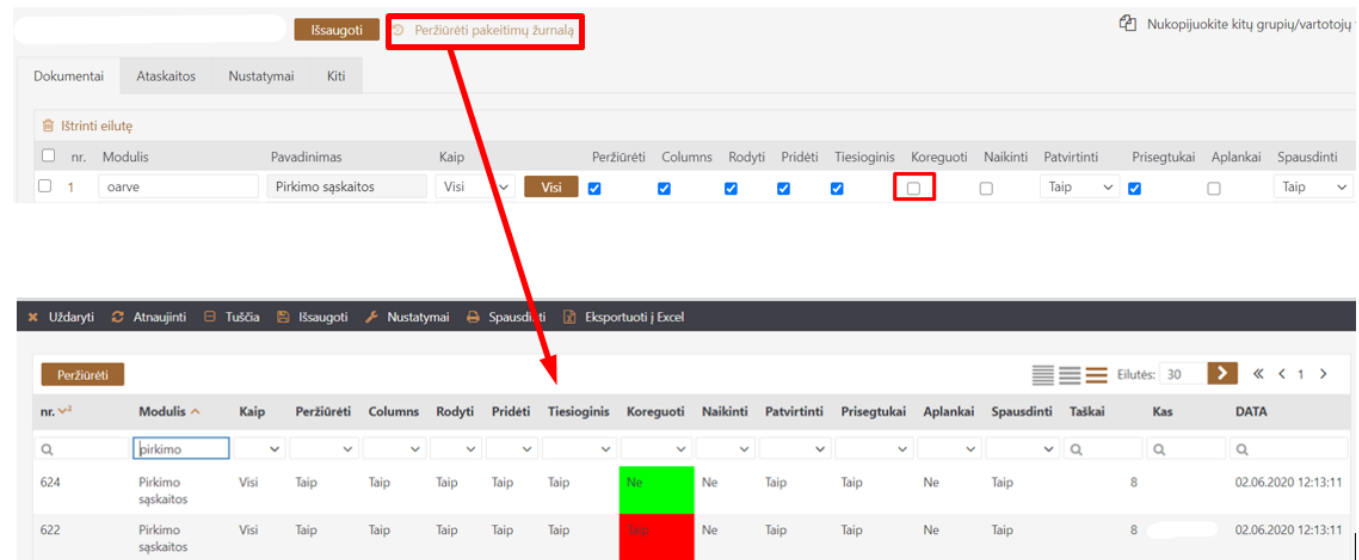 Išsaugoti Peržiūrėti pakeitimų žurnalą Nukopijuokite kitų grupių/vartotojų
Dokumentai Ataskaitos Nustatymai Kiti
Ištrinti eilutę
nr. Modulis Pavadinimas Kaip Peržiūrėti Columns Rodyti Pridėti Tiesioginis Koreguoti Naikinti Patvirtinti Prisegtukai Aplankai Spausdinti
1 oarve Pirkimo sąskaitos Visi Visi Taip Taip
Uždaryti Atnaujinti Tuščia Išsaugoti Nustatymai Spausdinti Eksportuoti į Excel
Peržiūrėti Eilutės: 30 1
nr. 2 Modulis Kaip Peržiūrėti Columns Rodyti Pridėti Tiesioginis Koreguoti Naikinti Patvirtinti Prisegtukai Aplankai Spausdinti Taškai Kas DATA
pirkimo
624 Pirkimo Visi Taip Taip Taip Taip Taip Ne Ne Taip Taip Ne Taip 8 02.06.2020 12:13:11
sąskaitos
622 Pirkimo Visi Taip Taip Taip Taip Taip Taip Ne Taip Taip Ne Taip 8 02.06.2020 12:13:11
sąskaitos